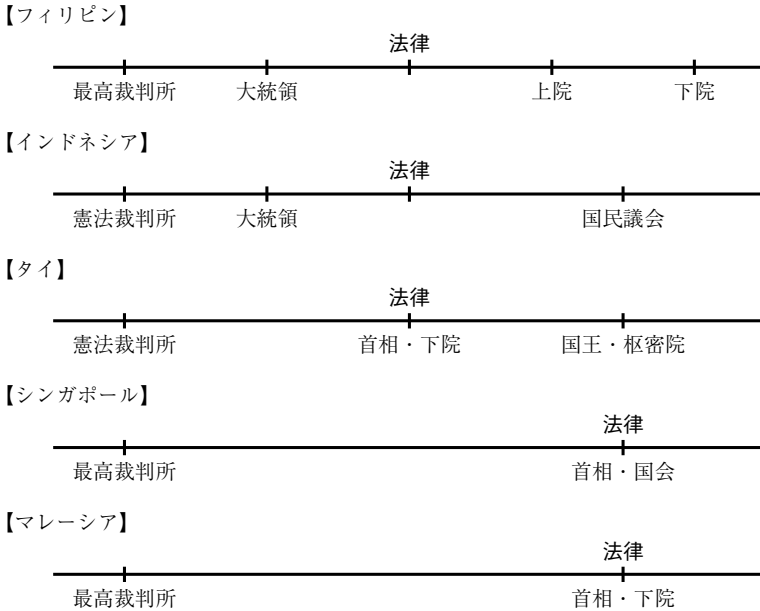 【フィリピン】
法律
最高裁判所 大統領 上院 下院
【インドネシア】
法律
憲法裁判所 大統領 国民議会
【タイ】
法律
憲法裁判所 首相・下院 国王・枢密院
【シンガポール】
法律
最高裁判所 首相・国会
【マレーシア】
法律
最高裁判所 首相・下院